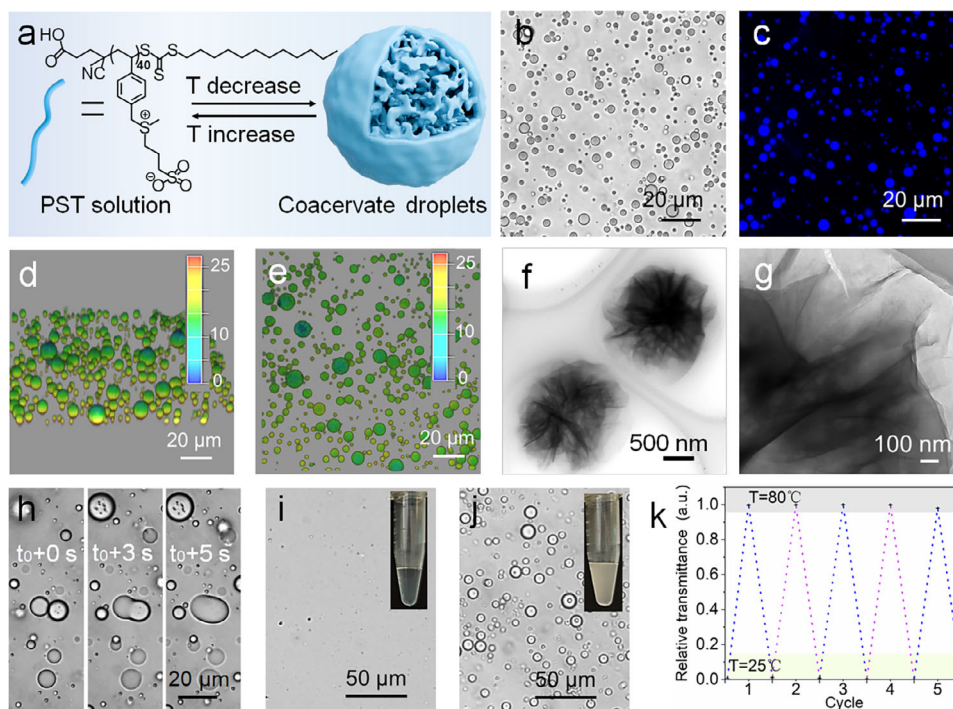 a
HO
O
NC
40
S
S
S
S
O
O
O
T decrease
T increase
PST solution
Coacervate droplets
b
20 μm
c
20 μm
d
25
10
0
20 μm
e
25
10
0
20 μm
f
500 nm
g
100 nm
h
t0+0 s
t0+3 s
t0+5 s
20 μm
i
50 μm
j
50 μm
k
Relative transmittance (a.u.)
1.0
0.8
0.6
0.4
0.2
0.0
T=80℃
T=25℃
1 2 3 4 5
Cycle